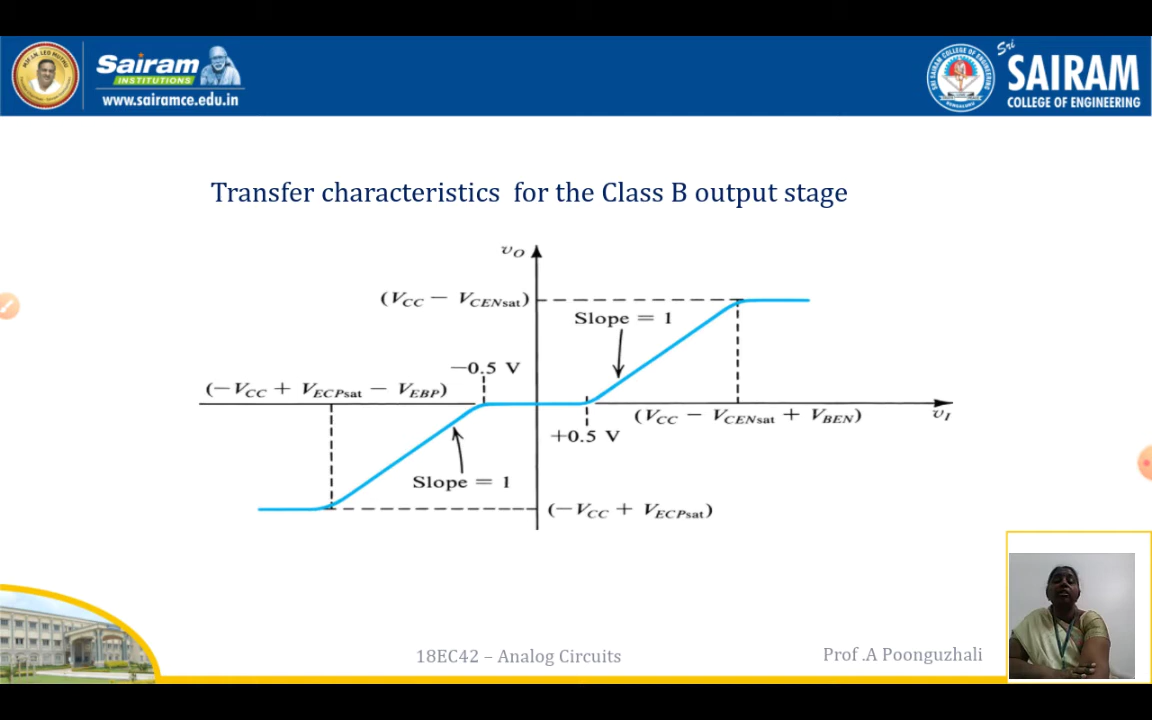 Sairam
INSTITUTIONS
www.sairamce.edu.in
Sri
SAIRAM
COLLEGE OF ENGINEERING
Transfer characteristics for the Class B output stage
vO
(VCC − VCENsat)
Slope = 1
−0.5 V
(−VCC + VECPsat − VEBP)
(VCC − VCENsat + VBEN)
vI
+0.5 V
Slope = 1
(−VCC + VECPsat)
18EC42 – Analog Circuits
Prof .A Poonguzhali